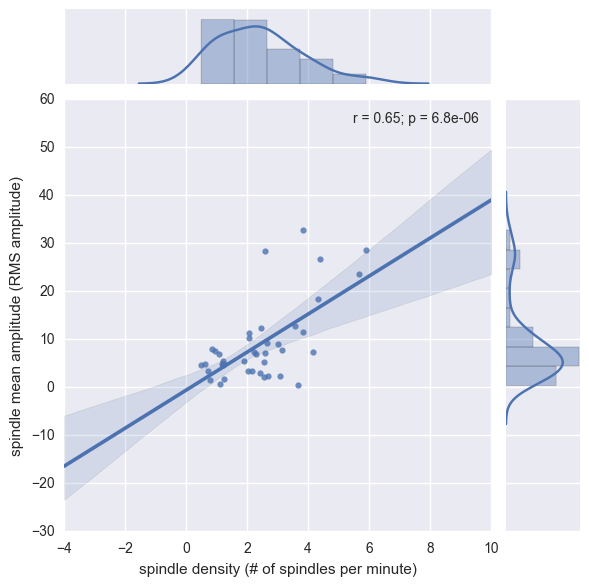 r = 0.65; p = 6.8e-06
60
50
40
30
20
10
0
−10
−20
−30
spindle mean amplitude (RMS amplitude)
−4 −2 0 2 4 6 8 10
spindle density (# of spindles per minute)